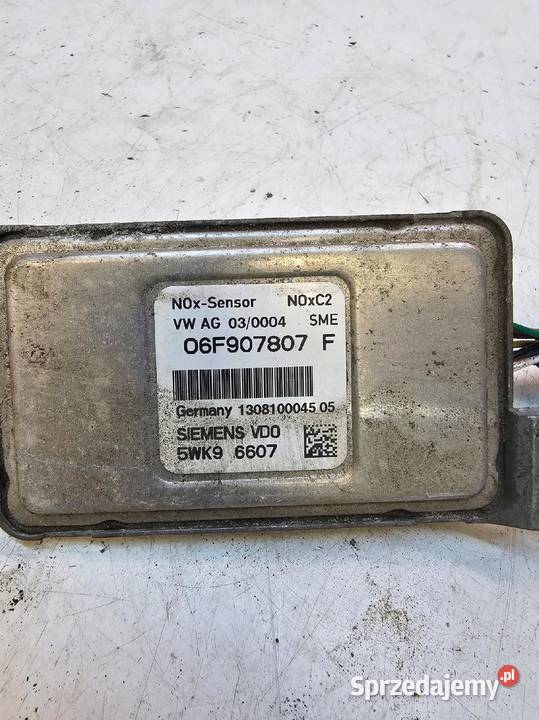 NOx-Sensor NOxC2
VW AG 03/0004 SME
06F907807 F
Germany 1308100045 05
SIEMENS VDO
5WK9 6607
Sprzedajemy.pl